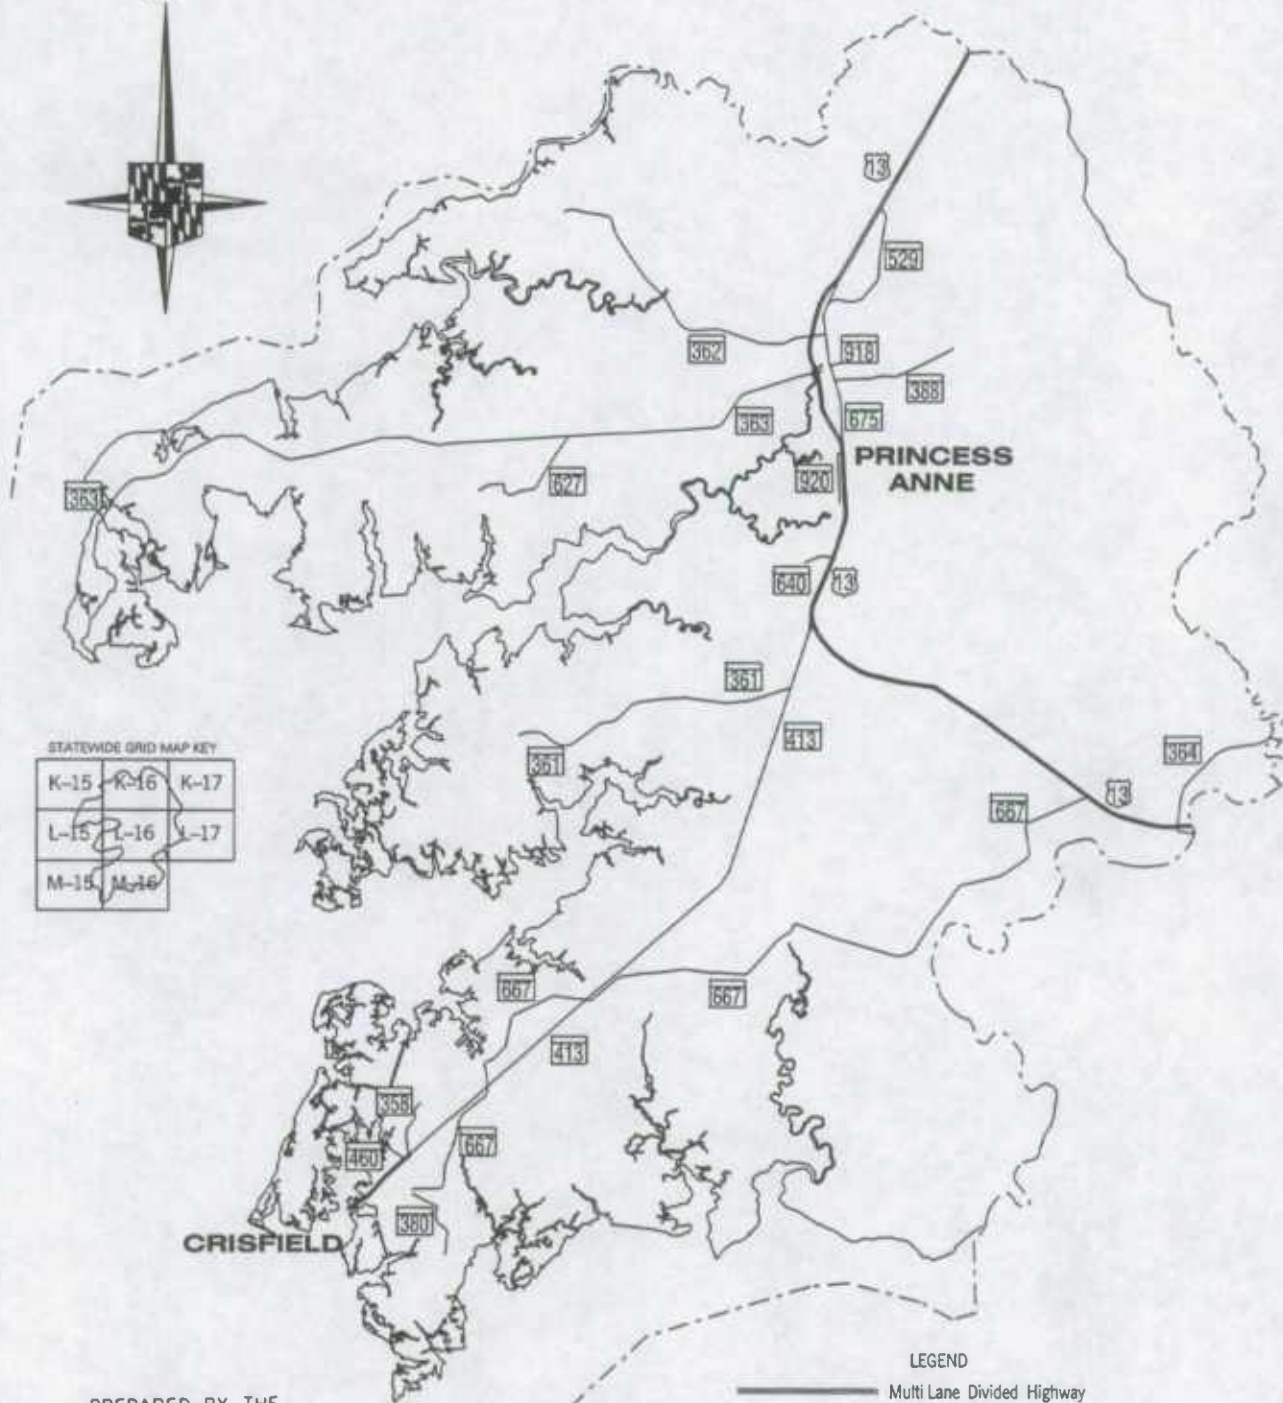 13
529
362
918
388
363
675
PRINCESS
ANNE
920
363
627
640
13
361
413
361
364
STATEWIDE GRID MAP KEY
K-15 K-16 K-17
L-15 L-16 L-17
M-15 M-16
13
667
667
667
413
358
667
460
380
CRISFIELD
LEGEND
Multi Lane Divided Highway
PREPARED BY THE